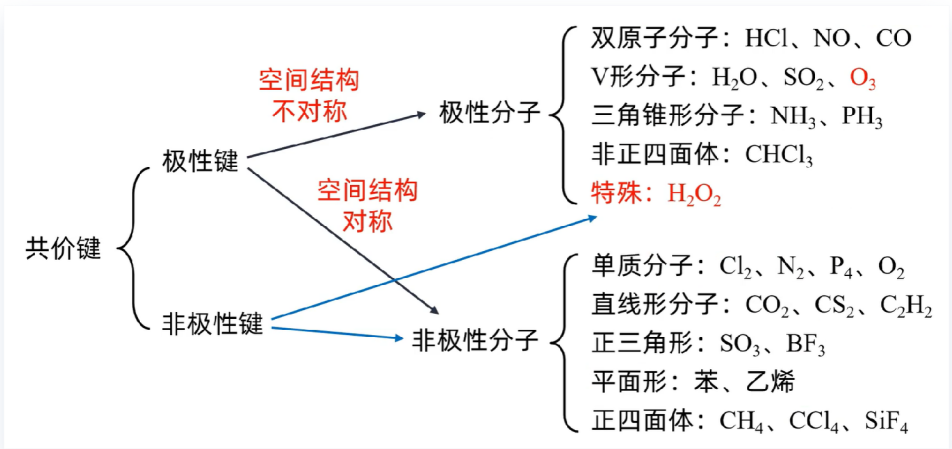 共价键
极性键
非极性键
空间结构
不对称
空间结构
对称
极性分子
双原子分子：HCl、NO、CO
V形分子：H₂O、SO₂、O₃
三角锥形分子：NH₃、PH₃
非正四面体：CHCl₃
特殊：H₂O₂
非极性分子
单质分子：Cl₂、N₂、P₄、O₂
直线形分子：CO₂、CS₂、C₂H₂
正三角形：SO₃、BF₃
平面形：苯、乙烯
正四面体：CH₄、CCl₄、SiF₄